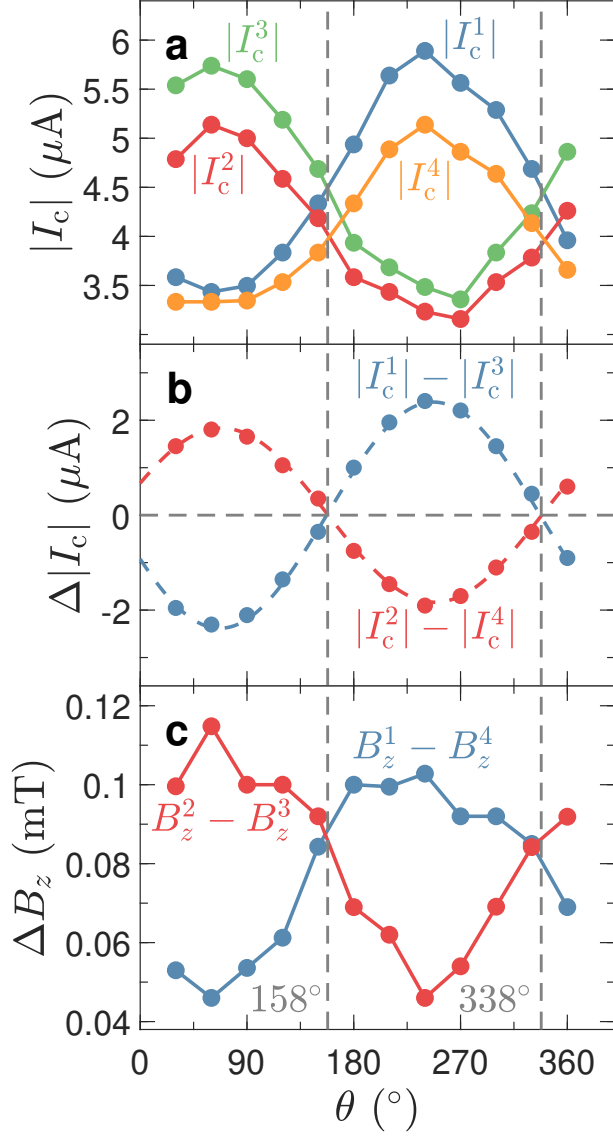 a
|I_c^3|
|I_c^1|
|I_c^2|
|I_c^4|
|I_c| (μA)
6
5.5
5
4.5
4
3.5
b
|I_c^1| − |I_c^3|
|I_c^2| − |I_c^4|
Δ|I_c| (μA)
2
0
-2
c
B_z^1 − B_z^4
B_z^2 − B_z^3
ΔB_z (mT)
0.12
0.1
0.08
0.06
0.04
158°
338°
0 90 180 270 360
θ (°)